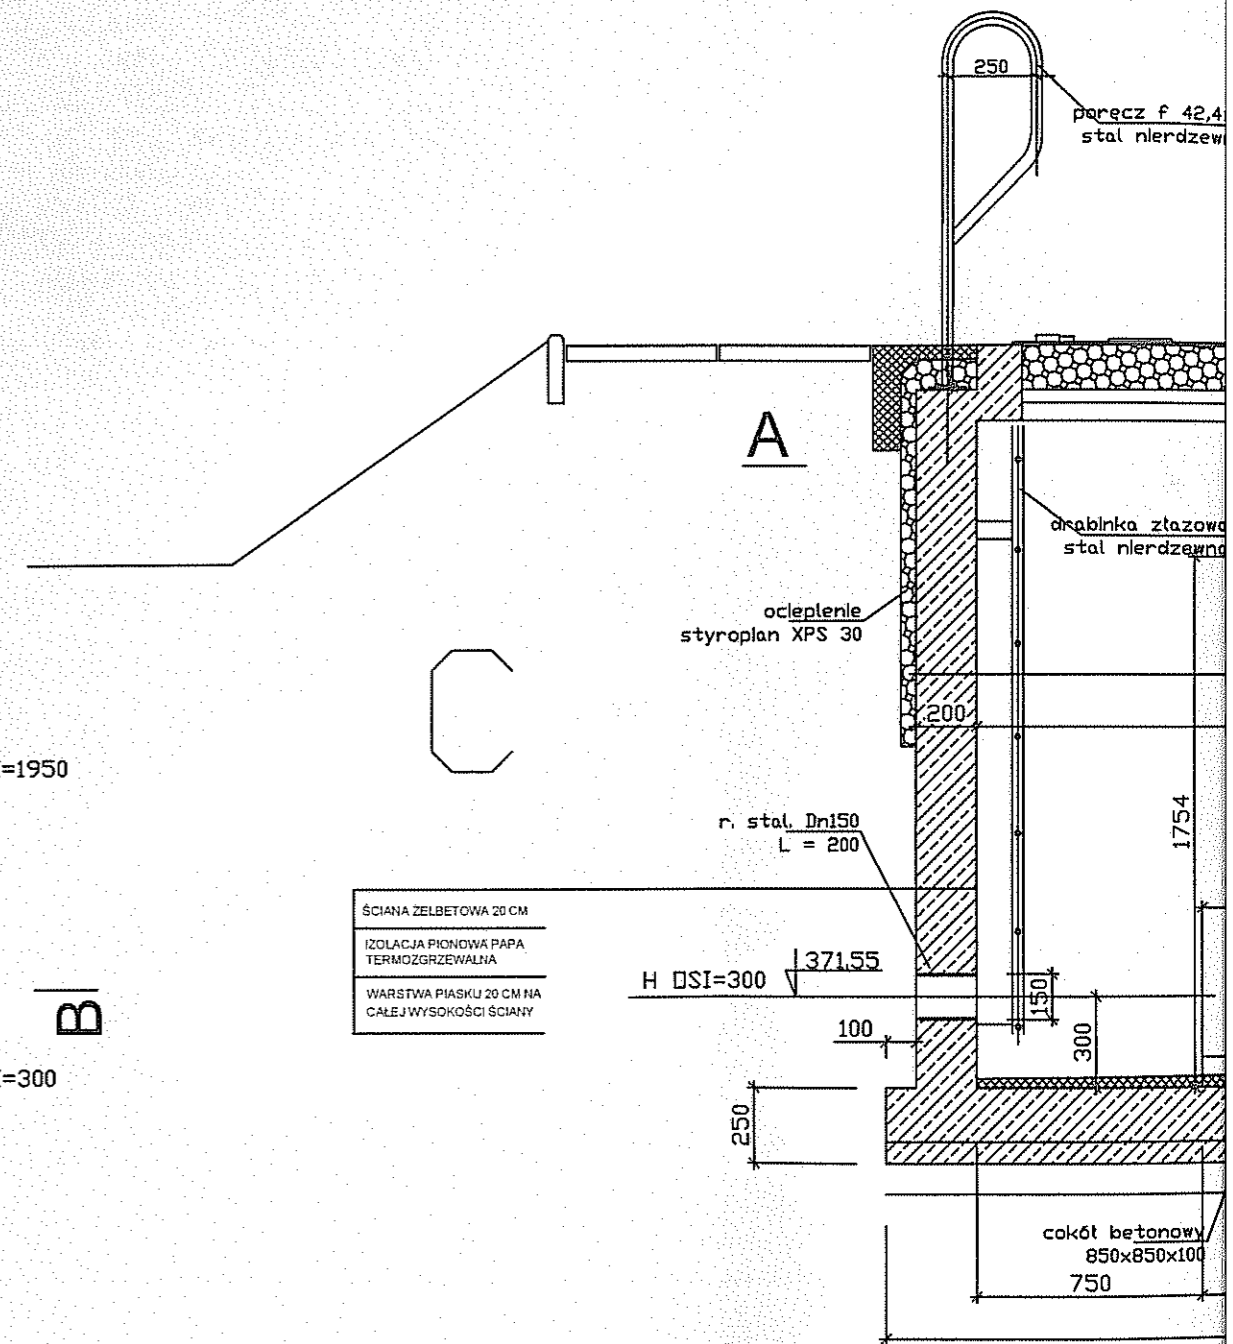 250
poręcz f 42,4
stal nierdzew
A
drabinka złazowa
stal nierdzewna
ocieplenie
styroplan XPS 30
C
200
=1950
1754
r. stal. Dn150
L = 200
ŚCIANA ŻELBETOWA 20 CM
IZOLACJA PIONOWA PAPA
TERMOZGRZEWALNA
WARSTWA PIASKU 20 CM NA
CAŁEJ WYSOKOŚCI ŚCIANY
371,55
H OSI=300
150
B
100
300
=300
250
cokół betonowy
850x850x100
750